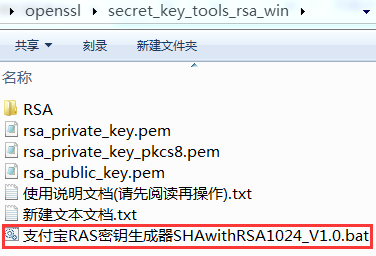 openssl ▸ secret_key_tools_rsa_win ▸
共享 刻录 新建文件夹
名称
RSA
rsa_private_key.pem
rsa_private_key_pkcs8.pem
rsa_public_key.pem
使用说明文档(请先阅读再操作).txt
新建文本文档.txt
支付宝RAS密钥生成器SHAwithRSA1024_V1.0.bat